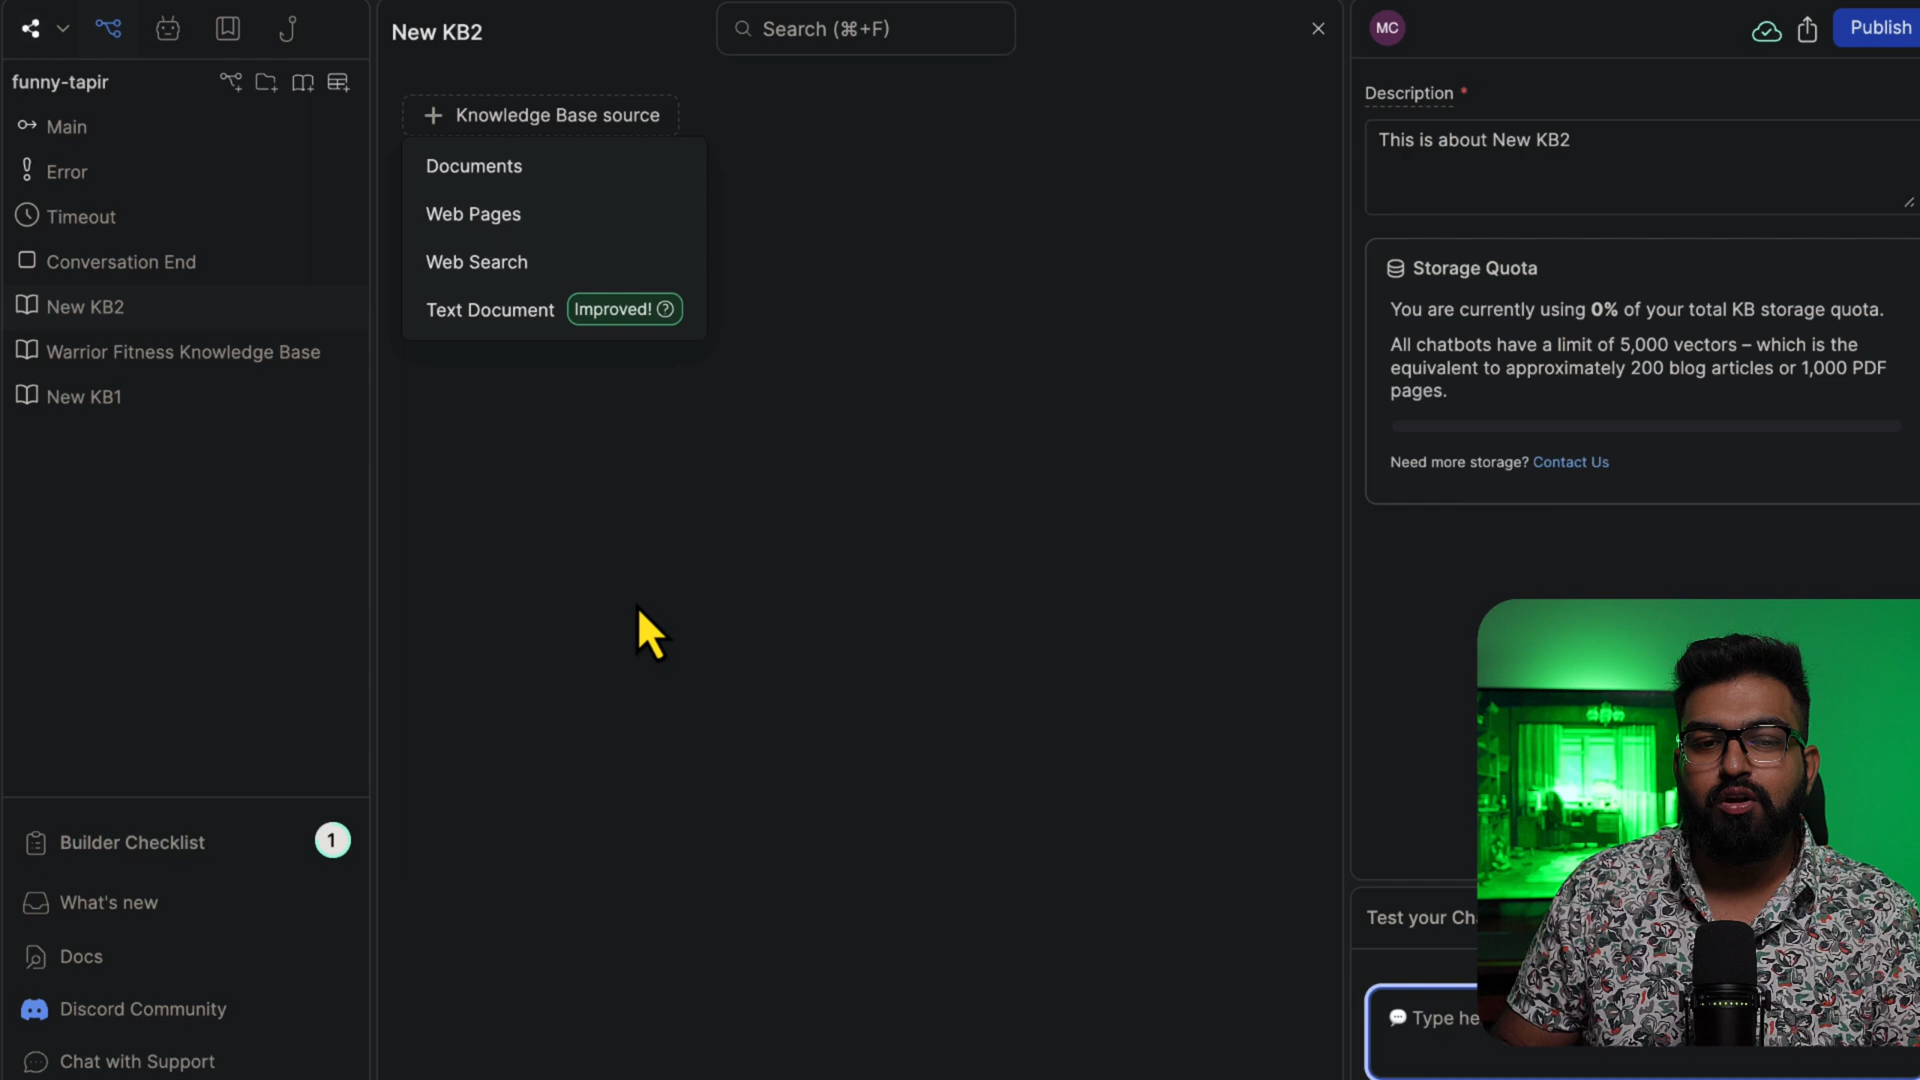 New KB2
Search (⌘+F)
MC
Publish
funny-tapir
Main
Error
Timeout
Conversation End
New KB2
Warrior Fitness Knowledge Base
New KB1
Knowledge Base source
Documents
Web Pages
Web Search
Text Document Improved!
Description *
This is about New KB2
Storage Quota
You are currently using 0% of your total KB storage quota.
All chatbots have a limit of 5,000 vectors – which is the
equivalent to approximately 200 blog articles or 1,000 PDF
pages.
Need more storage? Contact Us
Builder Checklist 1
What's new
Docs
Discord Community
Chat with Support
Test your Ch
Type he